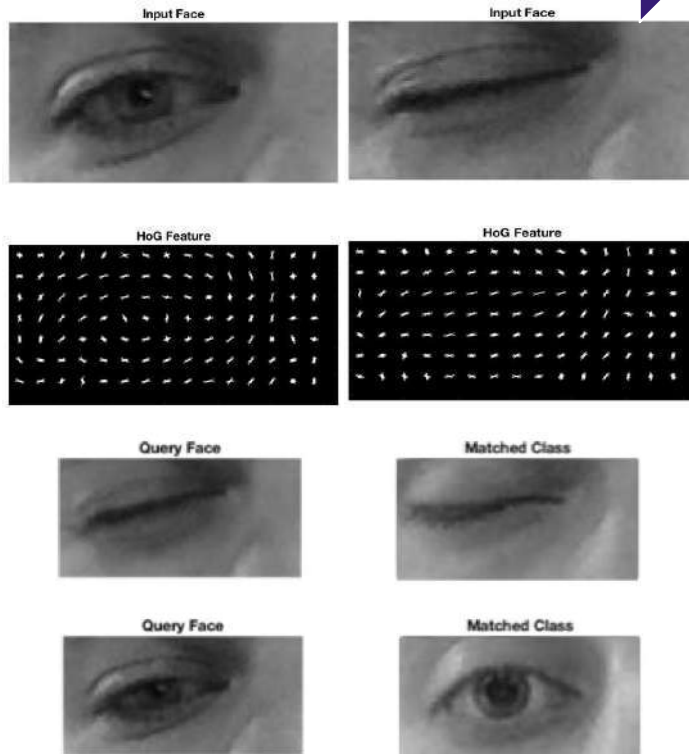 Input Face
Input Face
HoG Feature
HoG Feature
Query Face
Matched Class
Query Face
Matched Class